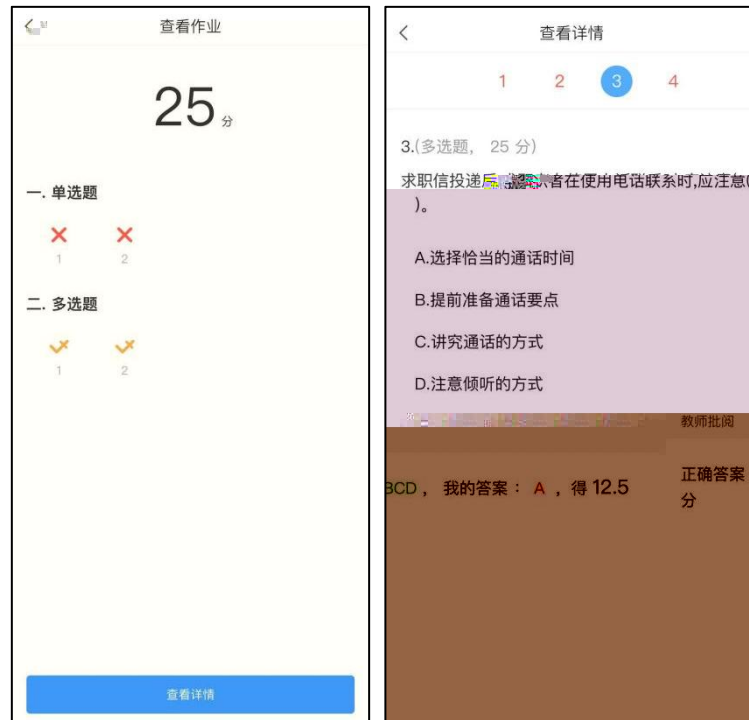 查看作业
25 分
一. 单选题
1 2
二. 多选题
1 2
查看详情
查看详情
1 2 3 4
3.(多选题, 25 分)
求职信投递后 者在使用电话联系时,应注意(
)。
A.选择恰当的通话时间
B.提前准备通话要点
C.讲究通话的方式
D.注意倾听的方式
教师批阅
正确答案
BCD , 我的答案: A , 得 12.5
分